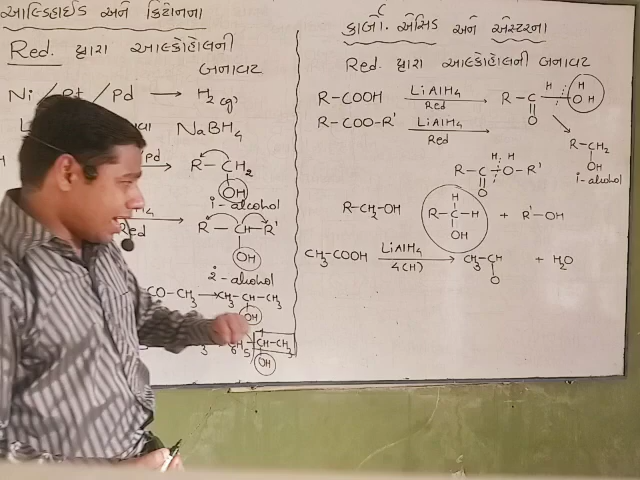 આલ્ડિહાઈડ અને કિટોનના
Red. દ્વારા આલ્કોહોલની
બનાવટ
Ni / Pt / Pd ⟶ H₂(g)
NaBH₄
Pd ⟶ R–CH₂
OH
1-alcohol
Red ⟶ R–CH–R'
OH
2-alcohol
CO–CH₃ ⟶ CH₃–CH–CH₃
OH
CH–CH₃
OH
કાર્બો. એસિડ અને એસ્ટરના
Red. દ્વારા આલ્કોહોલની બનાવટ
R–COOH LiAlH₄ Red ⟶ R–C–OH
H H
O
R–COO–R' LiAlH₄ Red ⟶
R–CH₂
OH
1-alcohol
H H
R–C–O–R'
O
R–CH₂–OH R–C–H + R'–OH
H
OH
CH₃–COOH LiAlH₄ 4(H) ⟶ CH₃–CH + H₂O
O